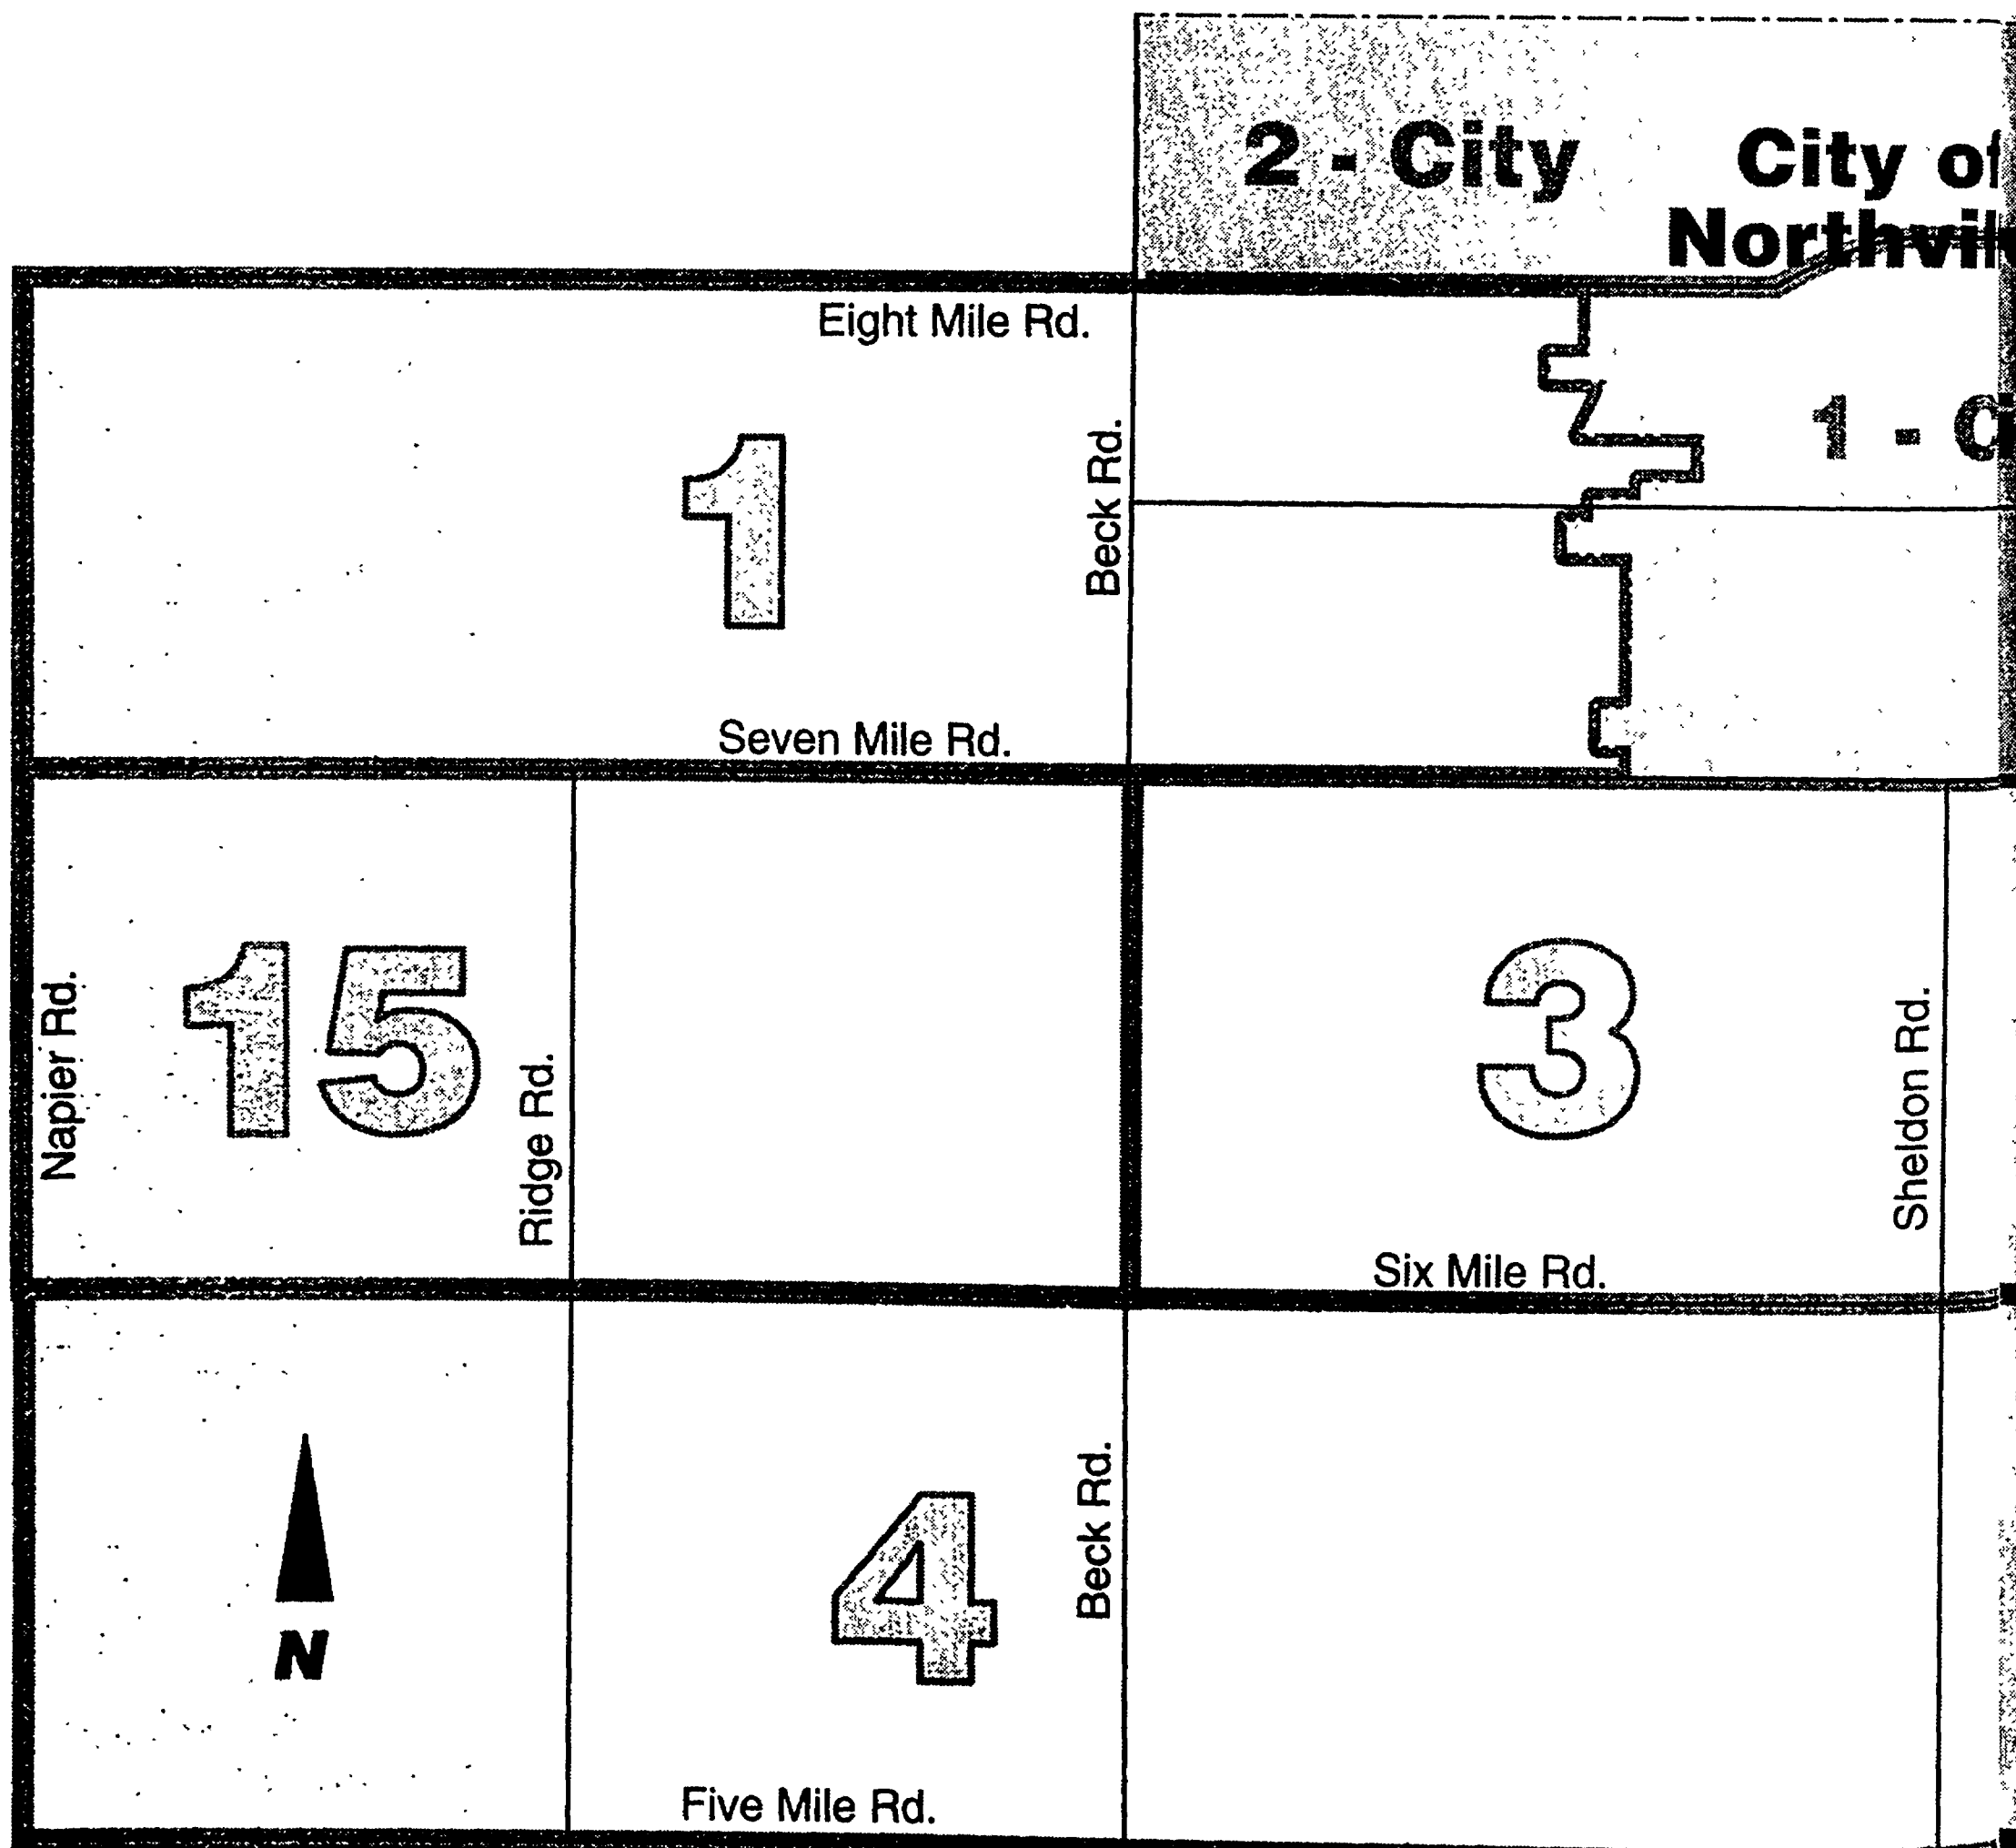 2 - City
City of
Eight Mile Rd.
1 -
1
Beck Rd.
Seven Mile Rd.
Napier Rd.
15
Ridge Rd.
3
Sheldon Rd.
Six Mile Rd.
N
4
Beck Rd.
Five Mile Rd.